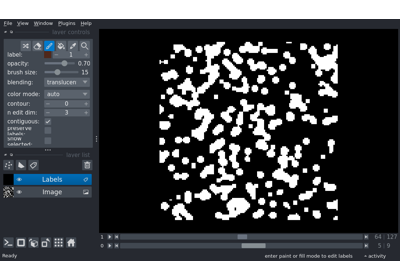 File View Window Plugins Help
layer controls
label: 1
opacity: 0.70
brush size: 15
blending: translucen
color mode: auto
contour: 0
n edit dim: 3
contiguous:
preserve
labels:
show
selected:
layer list
Labels
Image
1 64 127
0 5 9
Ready enter paint or fill mode to edit labels activity